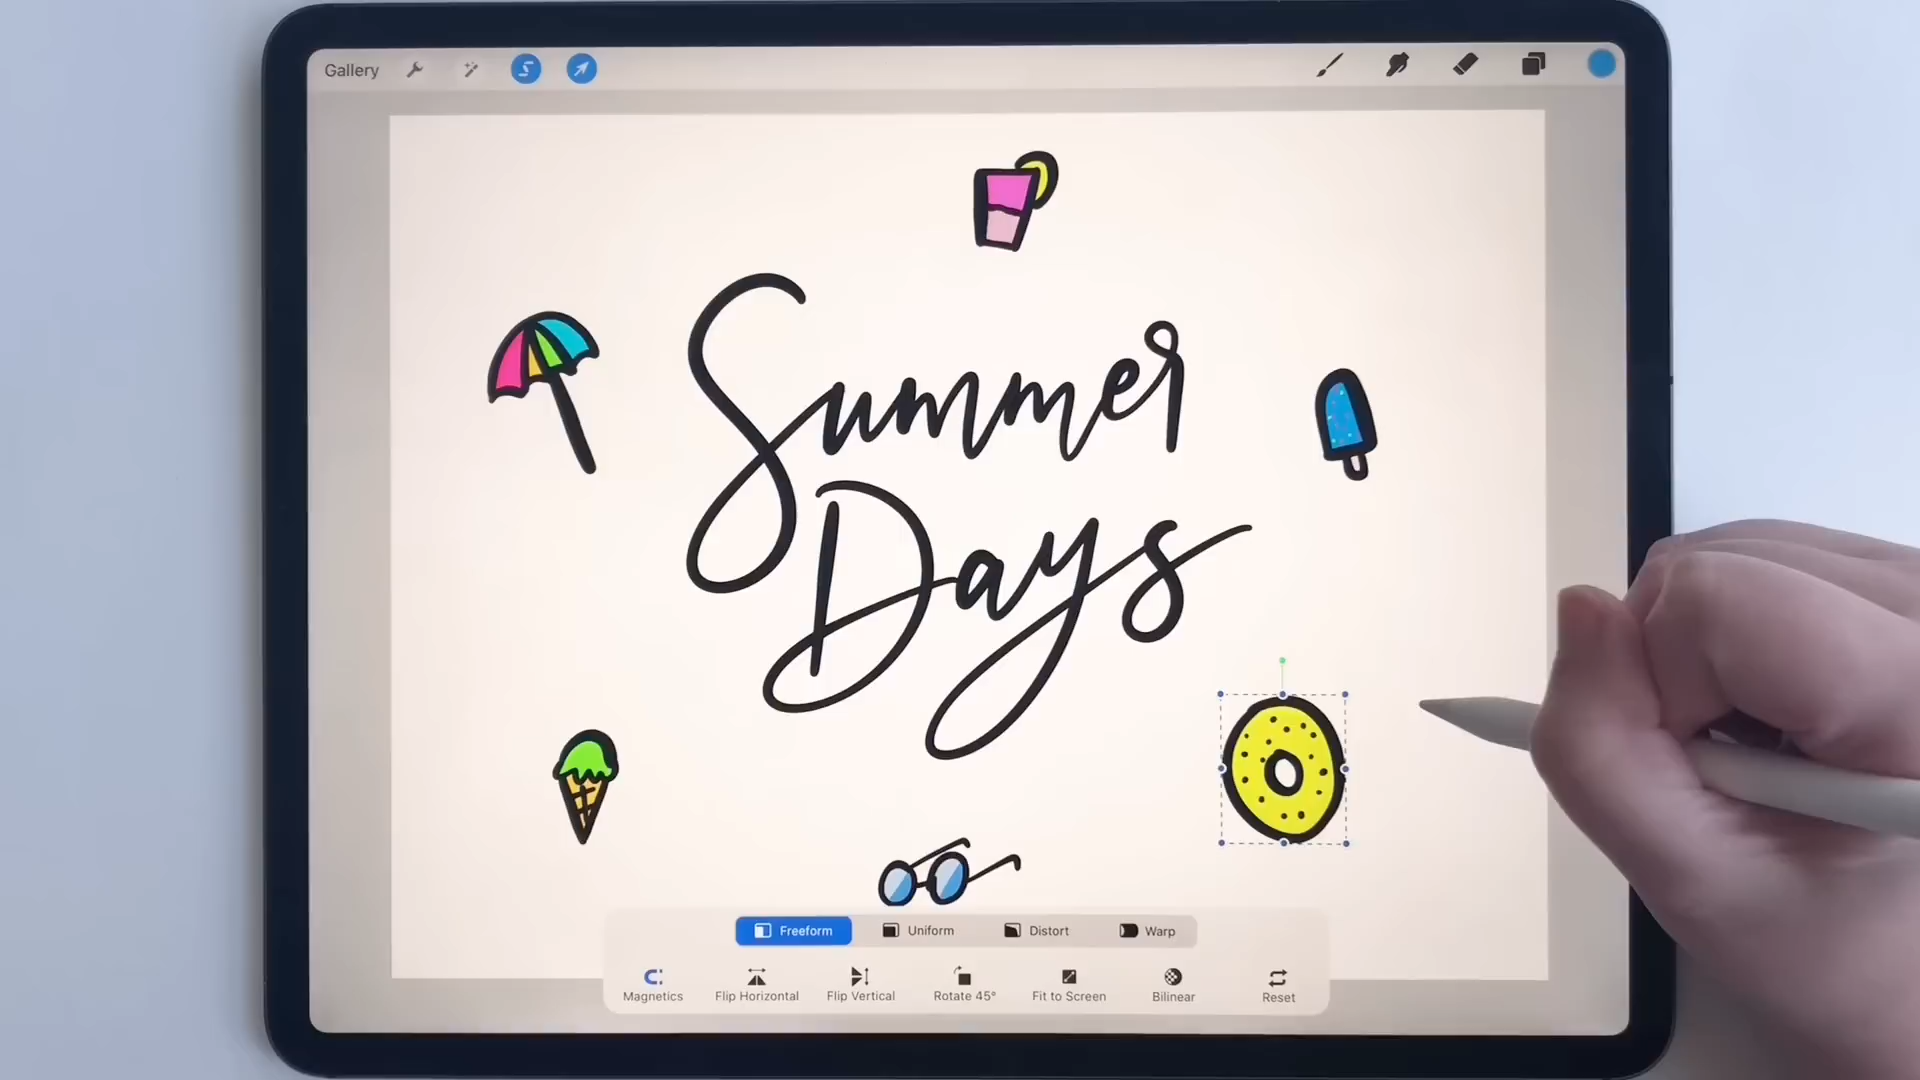 Gallery
Summer
Days
Freeform Uniform Distort Warp
Magnetics Flip Horizontal Flip Vertical Rotate 45° Fit to Screen Bilinear Reset